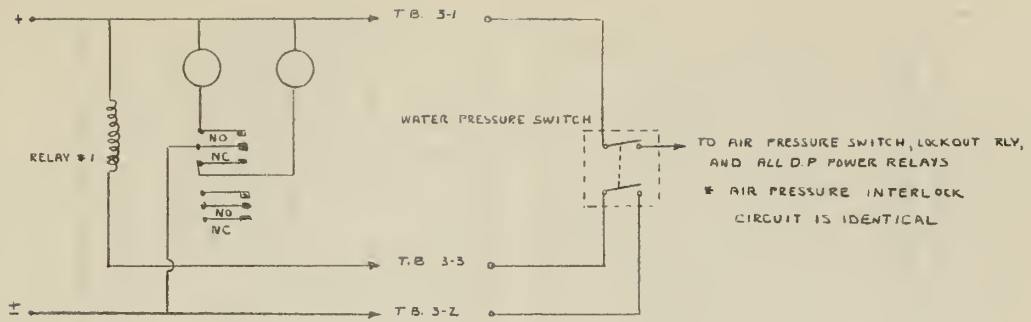 +
T.B. 3-1
WATER PRESSURE SWITCH
NO
NC
RELAY #1
TO AIR PRESSURE SWITCH, LOCKOUT RLY,
AND ALL D.P POWER RELAYS
* AIR PRESSURE INTERLOCK
CIRCUIT IS IDENTICAL
NO
NC
T.B 3-3
±
T B. 3-2